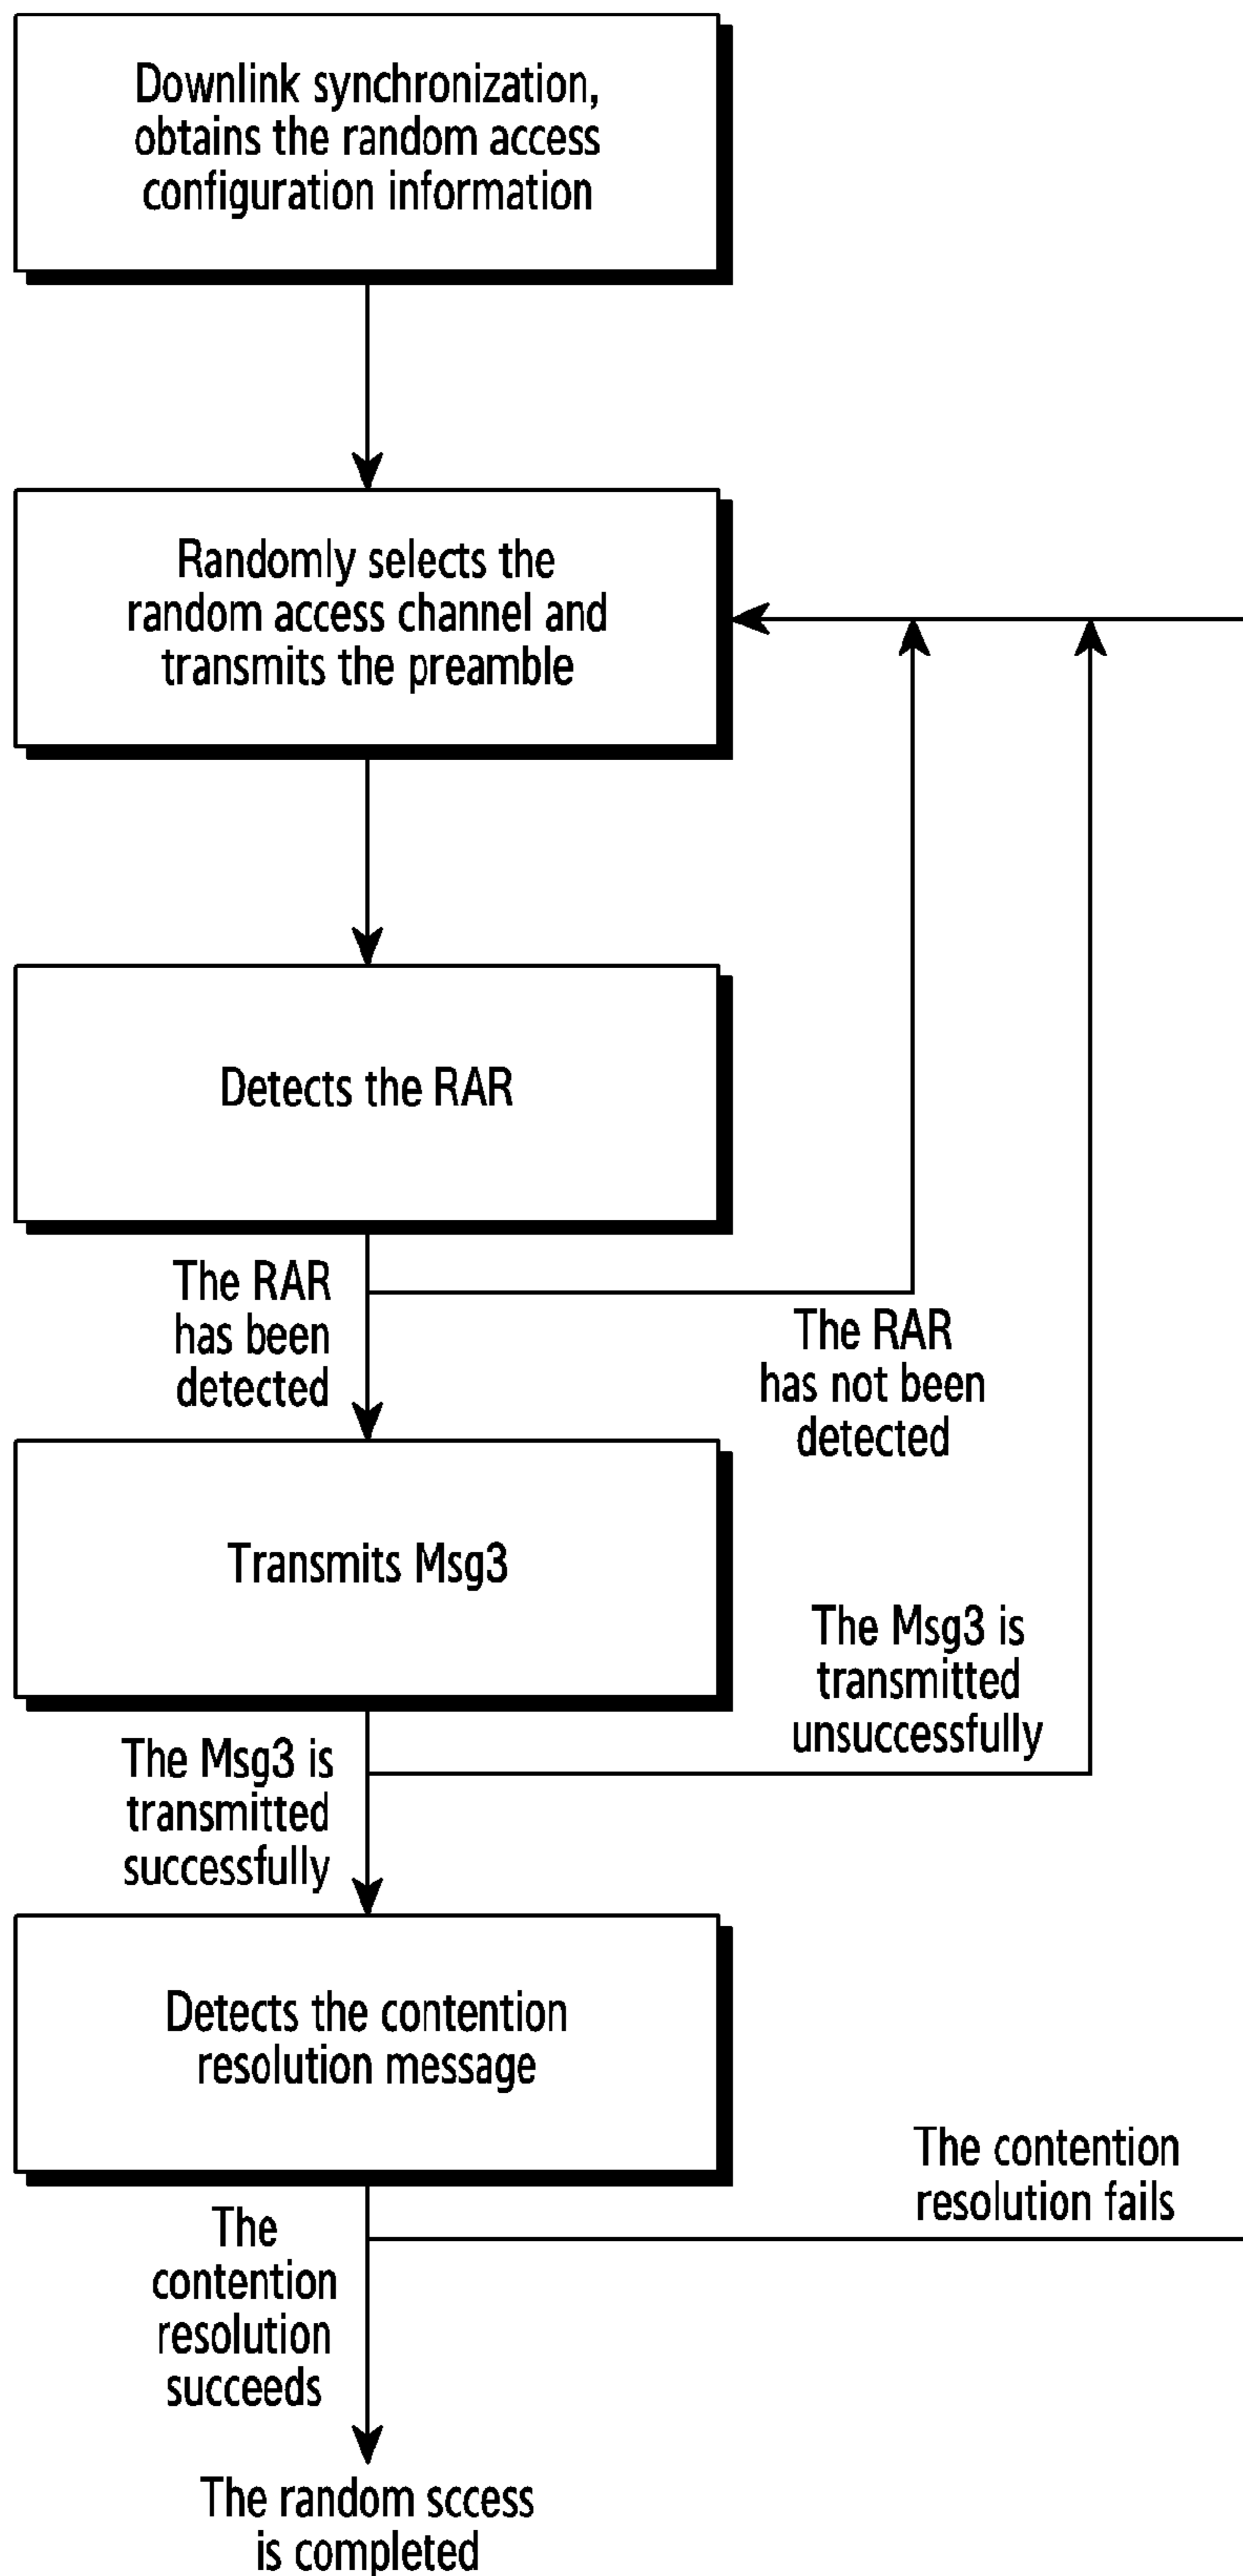 Downlink synchronization,
obtains the random access
configuration information
Randomly selects the
random access channel and
transmits the preamble
Detects the RAR
The RAR
has been
detected
The RAR
has not been
detected
Transmits Msg3
The Msg3 is
transmitted
unsuccessfully
The Msg3 is
transmitted
successfully
Detects the contention
resolution message
The contention
resolution fails
The
contention
resolution
succeeds
The random sccess
is completed